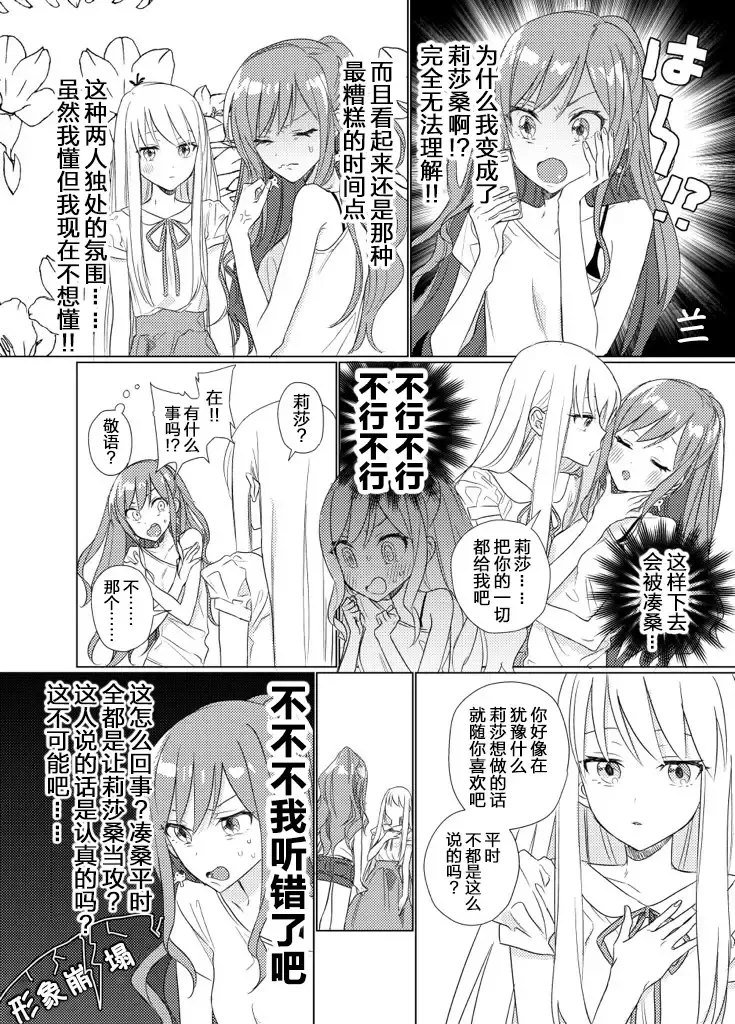 はい!?
为什么我变成了
莉莎桑啊!?
完全无法理解!!
而且看起来还是那种
最糟糕的时间点
这种两人独处的氛围……
虽然我懂但我现在不想懂!!
这样下去
会被凑桑…
莉莎……
把你的一切
都给我吧
不行不行
不行不行
莉莎?
在!!
有什么
事吗!?
敬语?
不……
那个……
你好像在
犹豫什么
莉莎想做的话
就随你喜欢吧
平时
不都是这么
说的吗?
不不不我听错了吧
这怎么回事?凑桑平时
全都是让莉莎桑当攻?
这人说的话是认真的吗?
这不可能吧……
形象崩塌